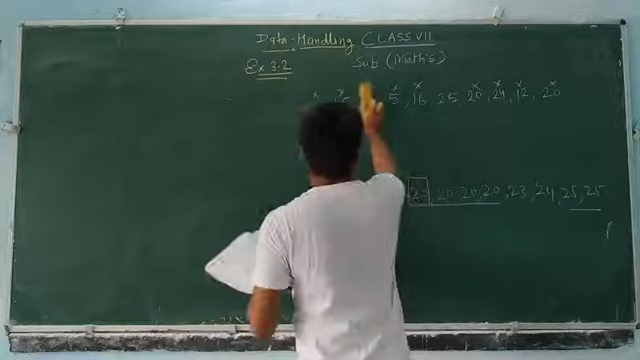 Data Handling CLASS VII
Ex 3.2 Sub (Math's)
5, 16, 25, 20, 24, 12, 20
20, 20, 20, 23, 24, 25, 25